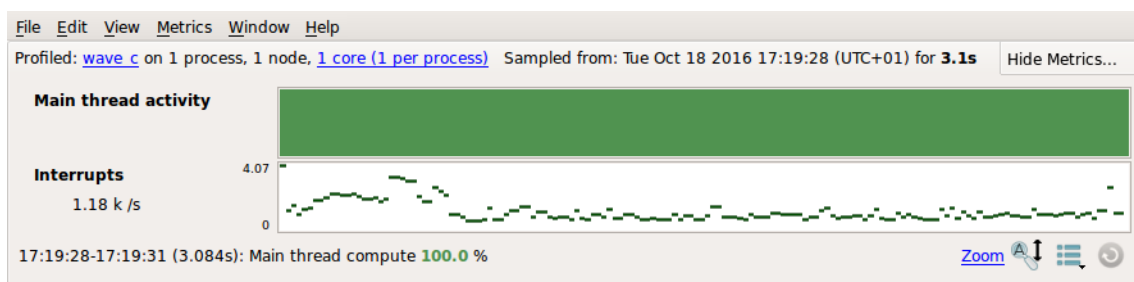 File Edit View Metrics Window Help
Profiled: wave_c on 1 process, 1 node, 1 core (1 per process) Sampled from: Tue Oct 18 2016 17:19:28 (UTC+01) for 3.1s Hide Metrics...
Main thread activity
Interrupts
1.18 k /s
4.07
0
17:19:28-17:19:31 (3.084s): Main thread compute 100.0 % Zoom
A